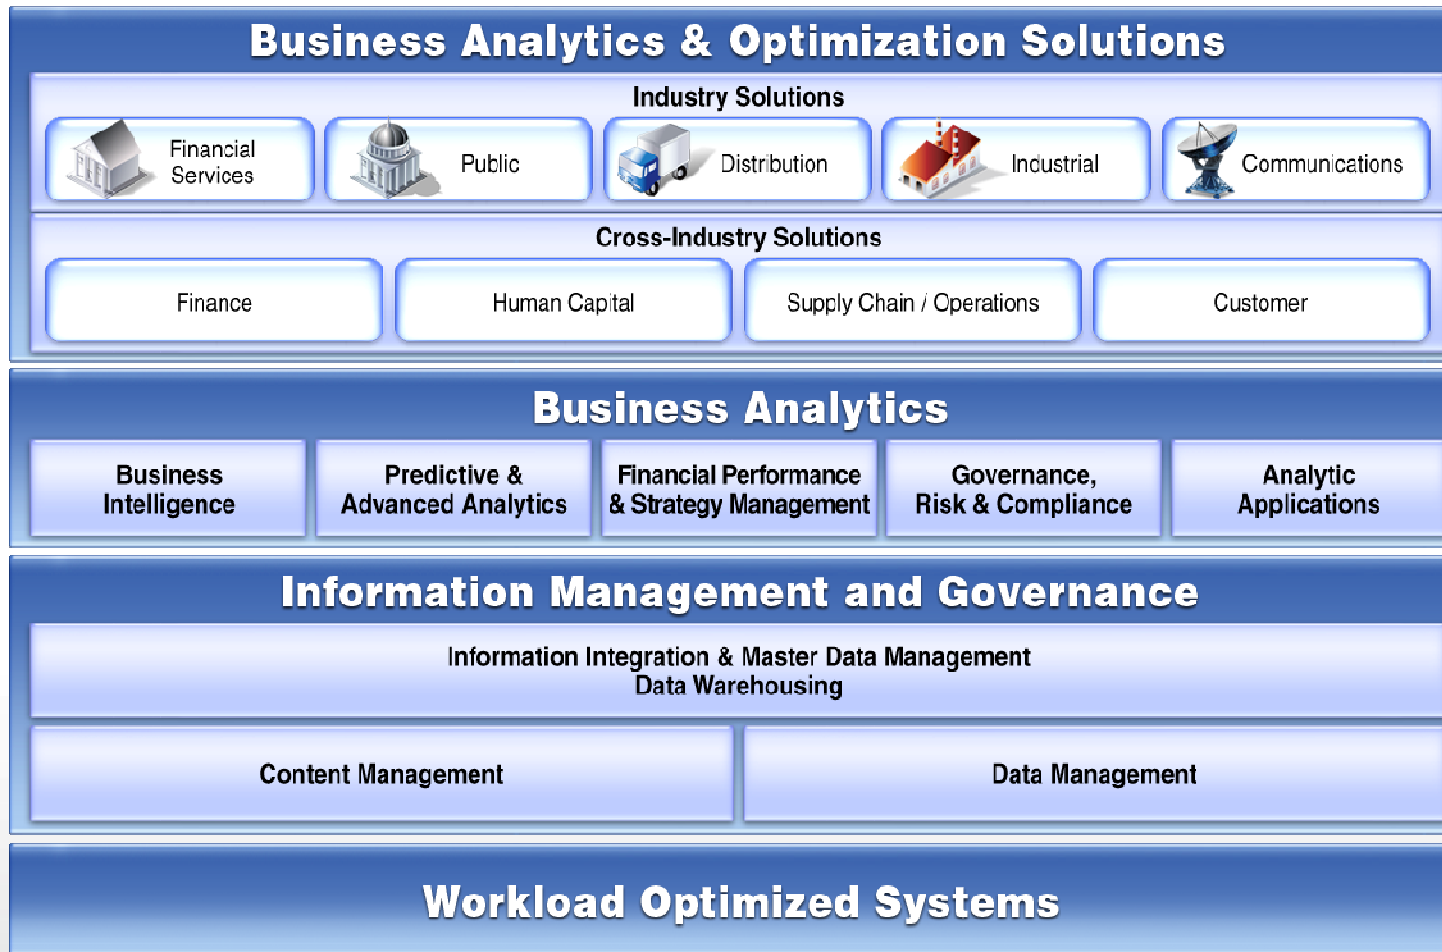 Business Analytics & Optimization Solutions
Industry Solutions
Financial
Services
Public
Distribution
Industrial
Communications
Cross-Industry Solutions
Finance
Human Capital
Supply Chain / Operations
Customer
Business Analytics
Business
Intelligence
Predictive &
Advanced Analytics
Financial Performance
& Strategy Management
Governance,
Risk & Compliance
Analytic
Applications
Information Management and Governance
Information Integration & Master Data Management
Data Warehousing
Content Management
Data Management
Workload Optimized Systems